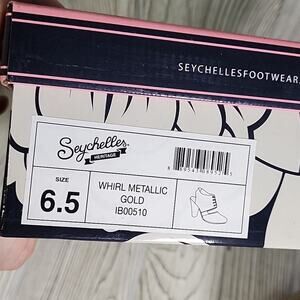 SEYCHELLESFOOTWEAR
Seychelles
HERITAGE
SIZE
6.5
WHIRL METALLIC
GOLD
IB00510